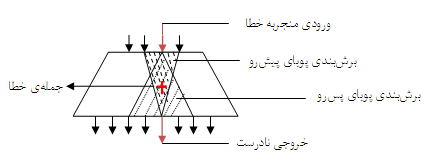 ورودی منجربه خطا
برش‌بندی پویای پیش‌رو
جمله‌ی خطا
برش‌بندی پویای پس‌رو
خروجی نادرست